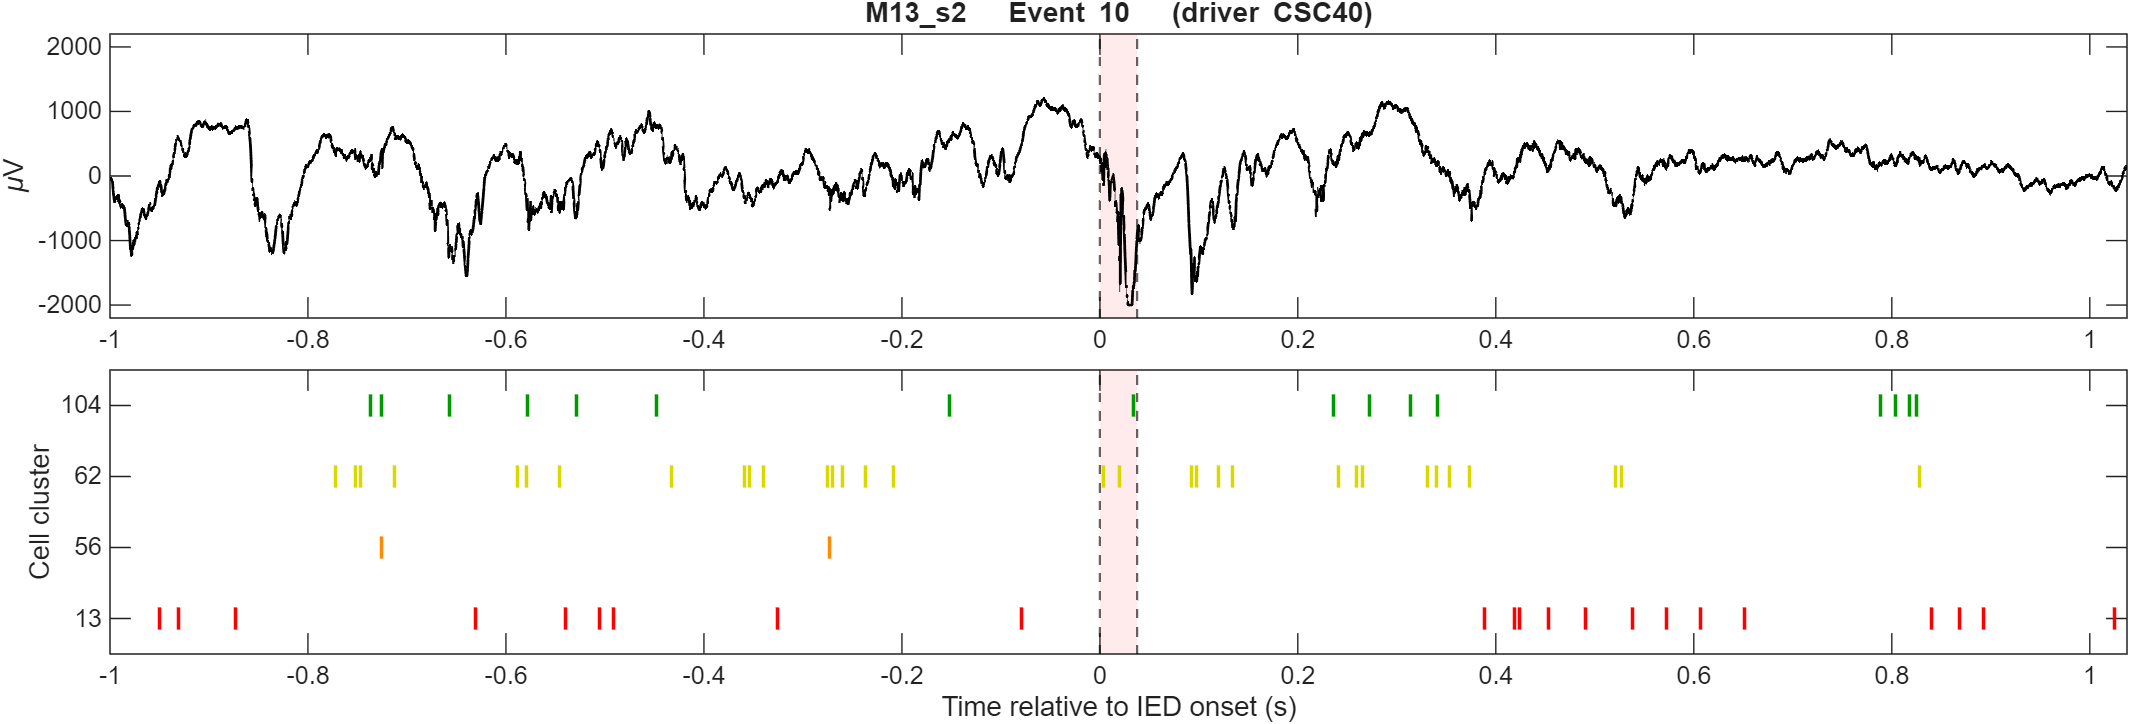 M13_s2 Event 10 (driver CSC40)
2000
1000
0
-1000
-2000
µV
-1 -0.8 -0.6 -0.4 -0.2 0 0.2 0.4 0.6 0.8 1
104
62
56
13
Cell cluster
-1 -0.8 -0.6 -0.4 -0.2 0 0.2 0.4 0.6 0.8 1
Time relative to IED onset (s)